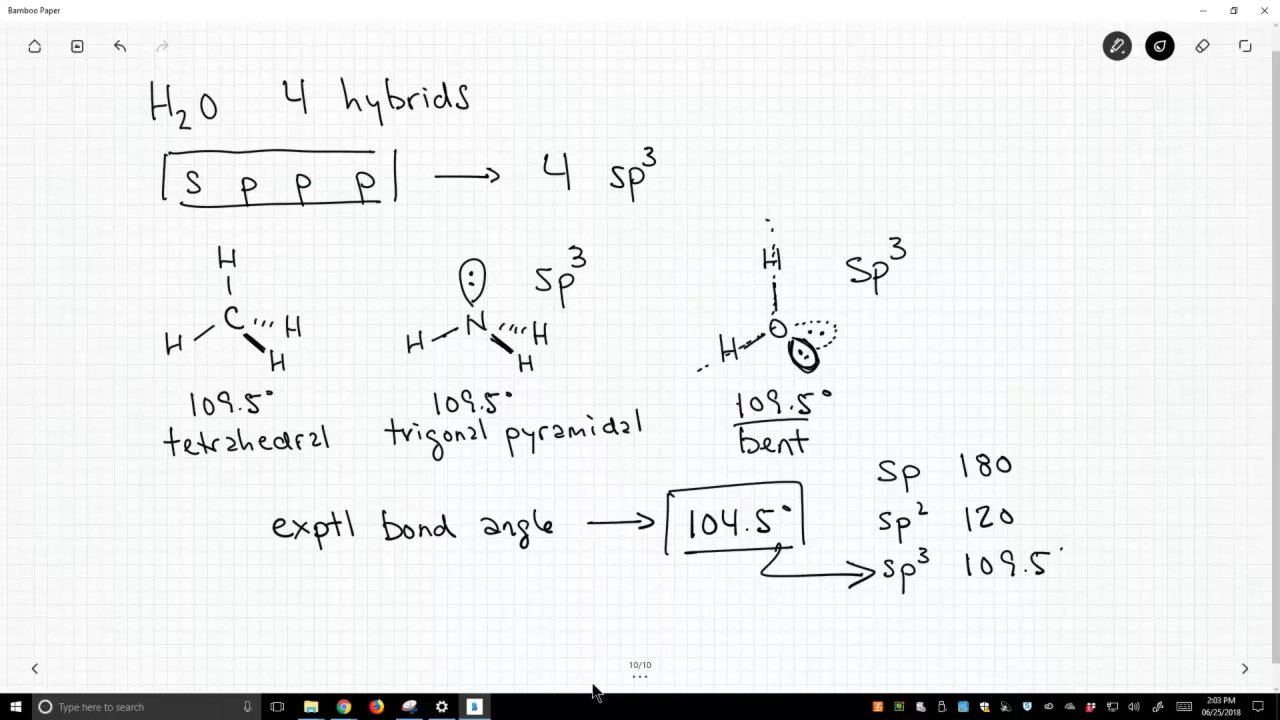 Bamboo Paper
H₂O 4 hybrids
s p p p → 4 sp³
H
C H
H
H
109.5°
tetrahedral
: sp³
N H
H
H
109.5°
trigonal pyramidal
H sp³
O ··
H ··
109.5°
bent
exptl bond angle → 104.5°
sp 180
sp² 120
sp³ 109.5°
10/10
Type here to search
2:03 PM
06/25/2018